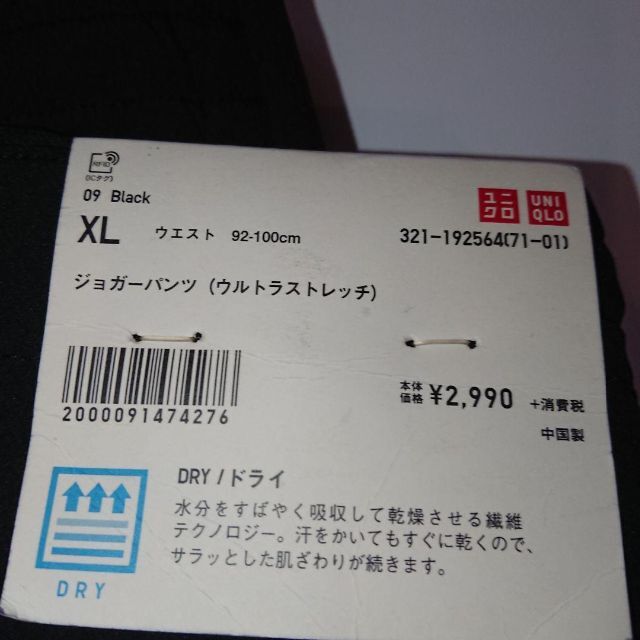 RFID
(ICタグ)
09 Black
XL ウエスト 92-100cm
ユニクロ UNIQLO
321-192564(71-01)
ジョガーパンツ (ウルトラストレッチ)
2000091474276
本体価格 ¥2,990 +消費税
中国製
DRY / ドライ
水分をすばやく吸収して乾燥させる繊維
テクノロジー。汗をかいてもすぐに乾くので、
サラッとした肌ざわりが続きます。
DRY